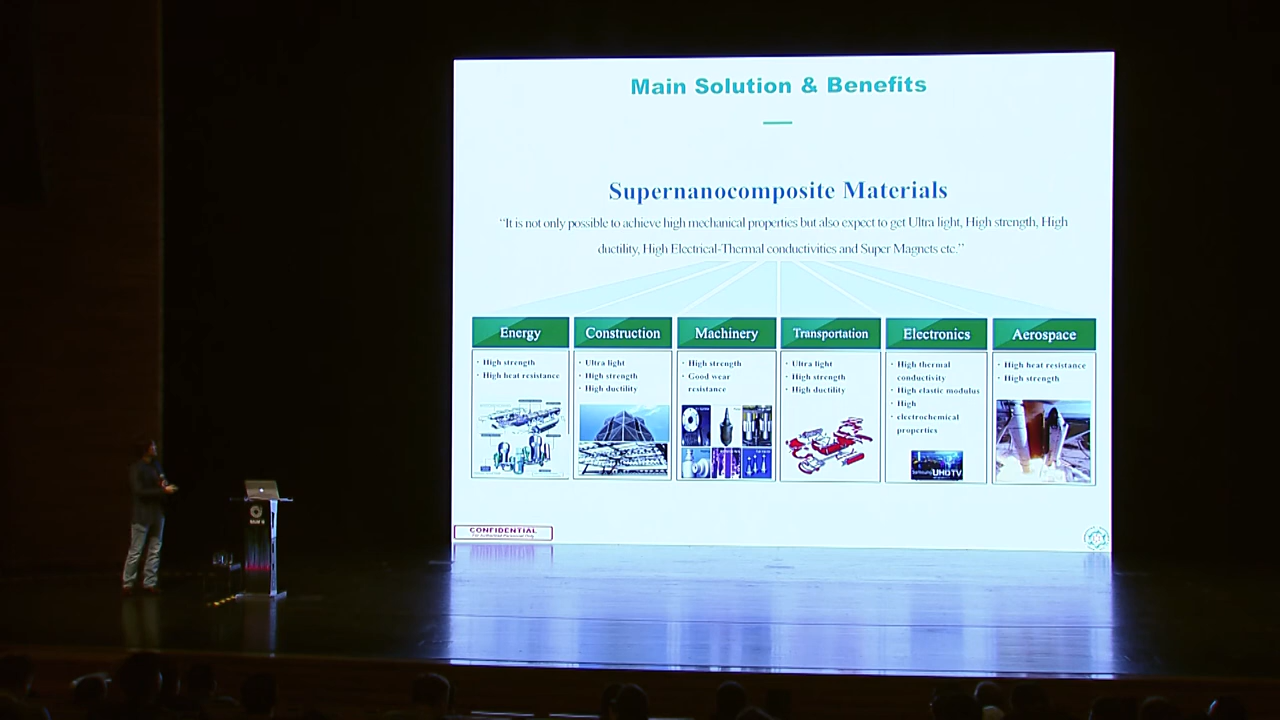 Main Solution & Benefits
Supernanocomposite Materials
“It is not only possible to achieve high mechanical properties but also expect to get Ultra light, High strength, High
ductility, High Electrical-Thermal conductivities and Super Magnets etc.”
Energy
· High strength
· High heat resistance
Construction
· Ultra light
· High strength
· High ductility
Machinery
· High strength
· Good wear
resistance
Transportation
· Ultra light
· High strength
· High ductility
Electronics
· High thermal
conductivity
· High elastic modulus
· High
· electrochemical
properties
UHDTV
Aerospace
· High heat resistance
· High strength
CONFIDENTIAL
For Authorized Personnel Only